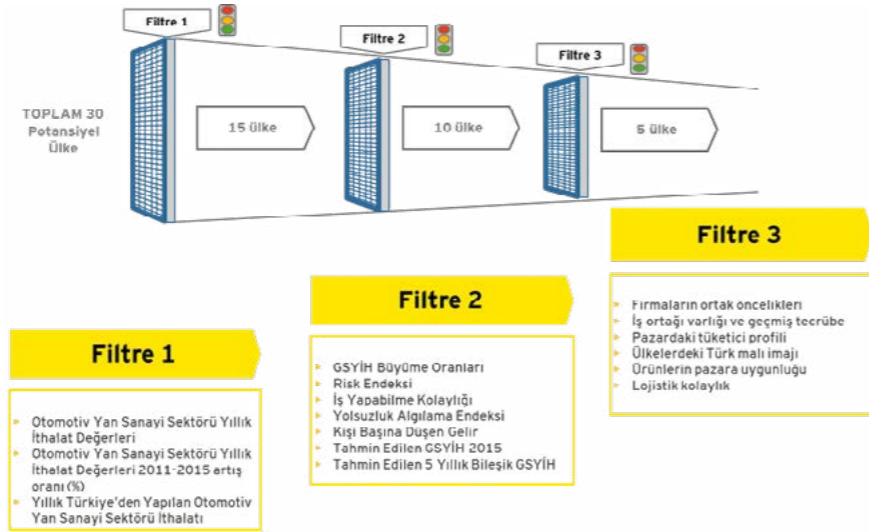 Filtre 1
Filtre 2
Filtre 3
TOPLAM 30
Potansiyel
Ülke
15 ülke
10 ülke
5 ülke
Filtre 3
Firmaların ortak öncelikleri
İş ortağı varlığı ve geçmiş tecrübe
Pazardaki tüketici profili
Ülkelerdeki Türk malı imajı
Ürünlerin pazara uygunluğu
Lojistik kolaylık
Filtre 2
GSYİH Büyüme Oranları
Risk Endeksi
İş Yapabilme Kolaylığı
Yolsuzluk Algılama Endeksi
Kişi Başına Düşen Gelir
Tahmin Edilen GSYİH 2015
Tahmin Edilen 5 Yıllık Bileşik GSYİH
Filtre 1
Otomotiv Yan Sanayi Sektörü Yıllık
İthalat Değerleri
Otomotiv Yan Sanayi Sektörü Yıllık
İthalat Değerleri 2011-2015 artış
oranı (%)
Yıllık Türkiye'den Yapılan Otomotiv
Yan Sanayi Sektörü İthalatı